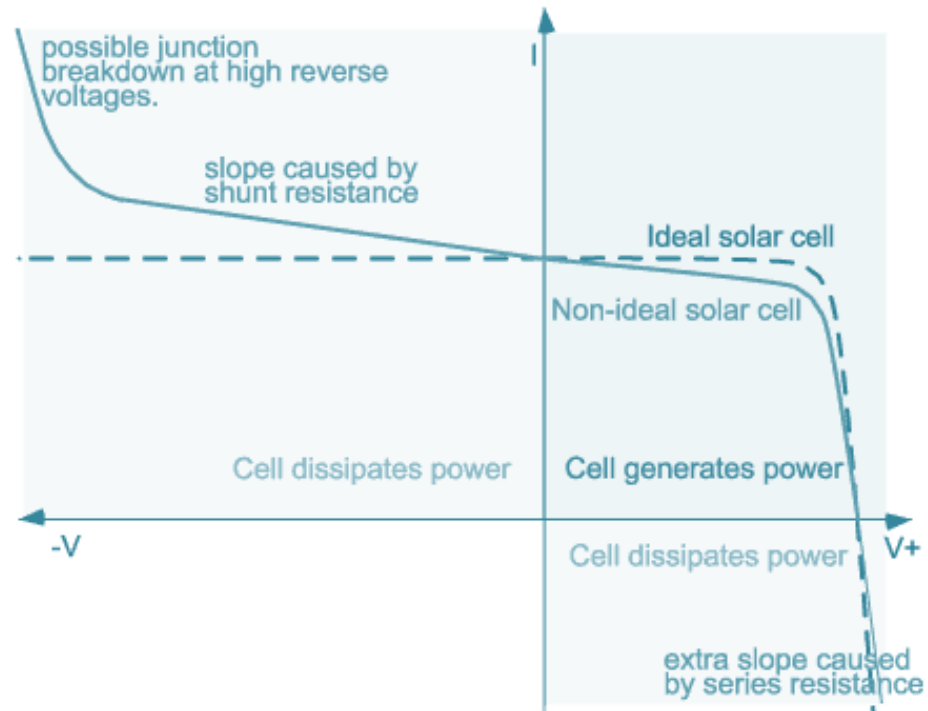 possible junction
breakdown at high reverse
voltages.
I
slope caused by
shunt resistance
Ideal solar cell
Non-ideal solar cell
Cell dissipates power
Cell generates power
-V
V+
Cell dissipates power
extra slope caused
by series resistance